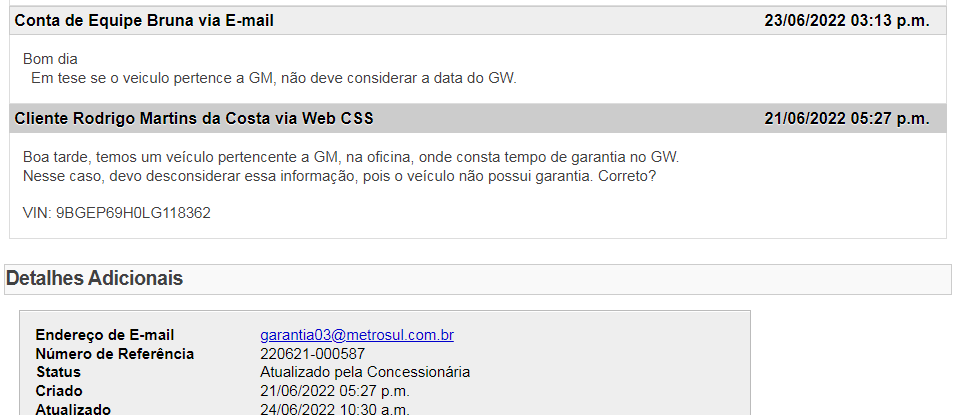 Conta de Equipe Bruna via E-mail 23/06/2022 03:13 p.m.
Bom dia
Em tese se o veiculo pertence a GM, não deve considerar a data do GW.
Cliente Rodrigo Martins da Costa via Web CSS 21/06/2022 05:27 p.m.
Boa tarde, temos um veículo pertencente a GM, na oficina, onde consta tempo de garantia no GW.
Nesse caso, devo desconsiderar essa informação, pois o veículo não possui garantia. Correto?
VIN: 9BGEP69H0LG118362
Detalhes Adicionais
Endereço de E-mail garantia03@metrosul.com.br
Número de Referência 220621-000587
Status Atualizado pela Concessionária
Criado 21/06/2022 05:27 p.m.
Atualizado 24/06/2022 10:30 a.m.